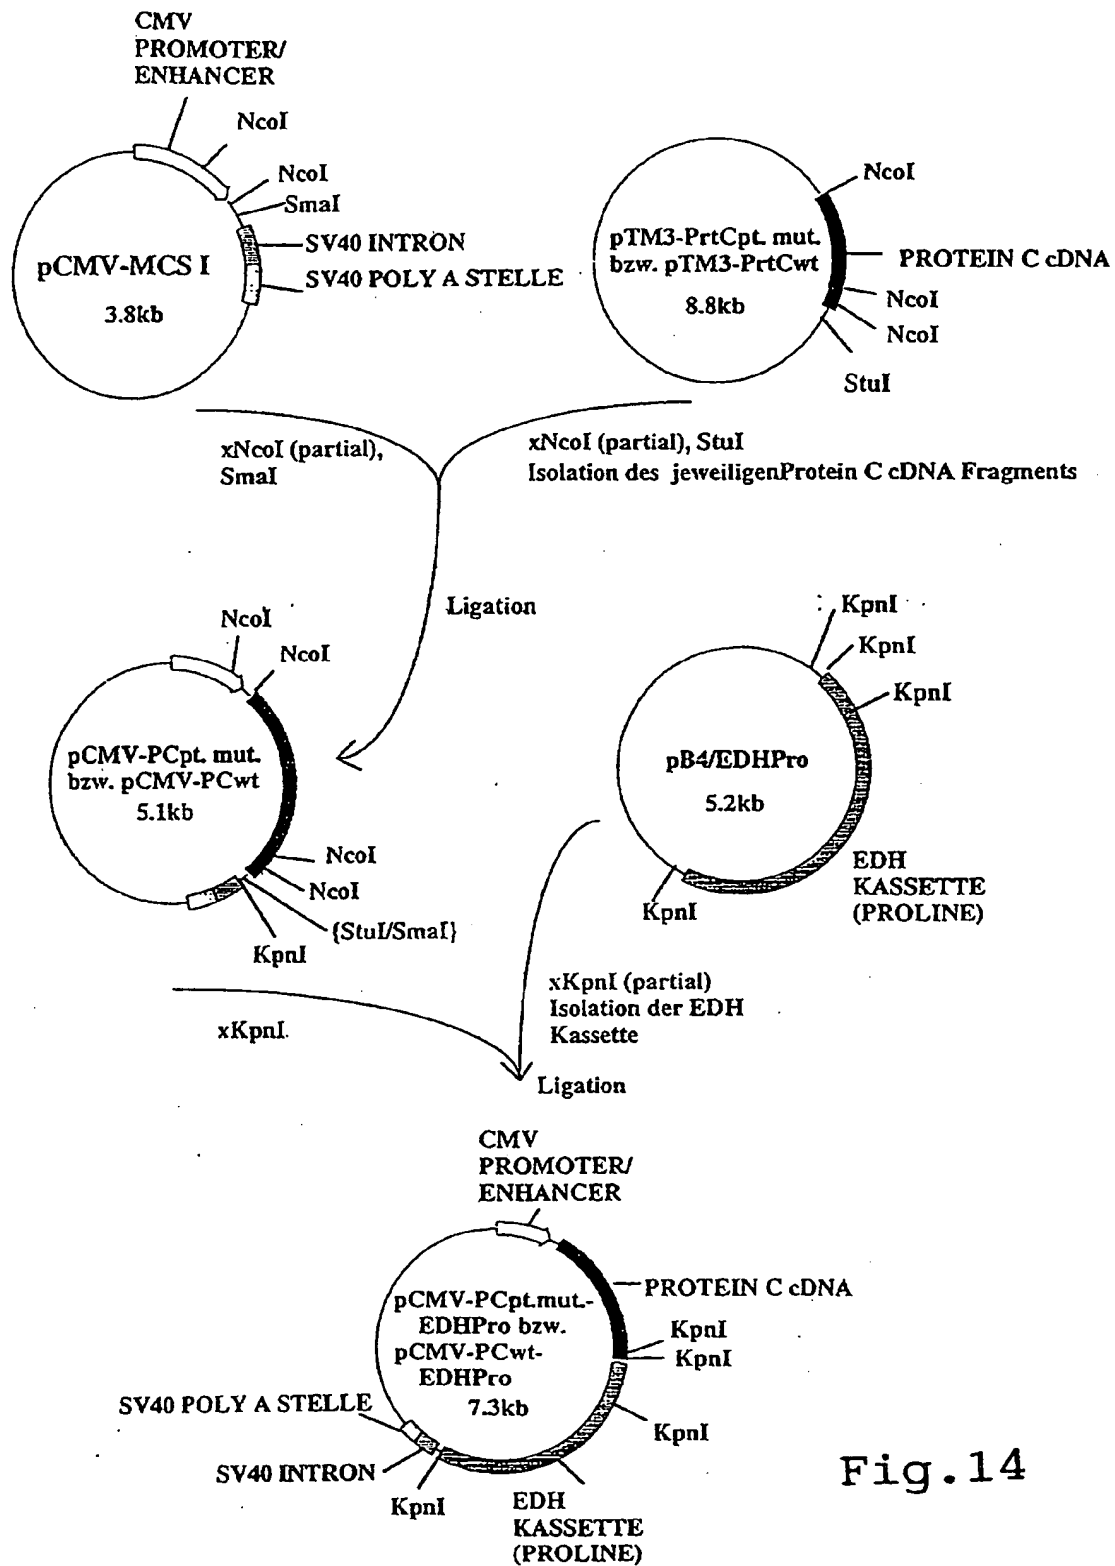 CMV
PROMOTER/
ENHANCER
NcoI
NcoI
SmaI
SV40 INTRON
SV40 POLY A STELLE
pCMV-MCS I
3.8kb
NcoI
pTM3-PrtCpt. mut.
bzw. pTM3-PrtCwt
8.8kb
PROTEIN C cDNA
NcoI
NcoI
StuI
xNcoI (partial),
SmaI
xNcoI (partial), StuI
Isolation des jeweiligenProtein C cDNA Fragments
Ligation
NcoI
NcoI
pCMV-PCpt. mut.
bzw. pCMV-PCwt
5.1kb
NcoI
NcoI
{StuI/SmaI}
KpnI
KpnI
KpnI
KpnI
pB4/EDHPro
5.2kb
EDH
KASSETTE
(PROLINE)
KpnI
xKpnI.
xKpnI (partial)
Isolation der EDH
Kassette
Ligation
CMV
PROMOTER/
ENHANCER
PROTEIN C cDNA
pCMV-PCpt.mut.-
EDHPro bzw.
pCMV-PCwt-
EDHPro
7.3kb
KpnI
KpnI
KpnI
SV40 POLY A STELLE
SV40 INTRON
KpnI
EDH
KASSETTE
(PROLINE)
Fig.14